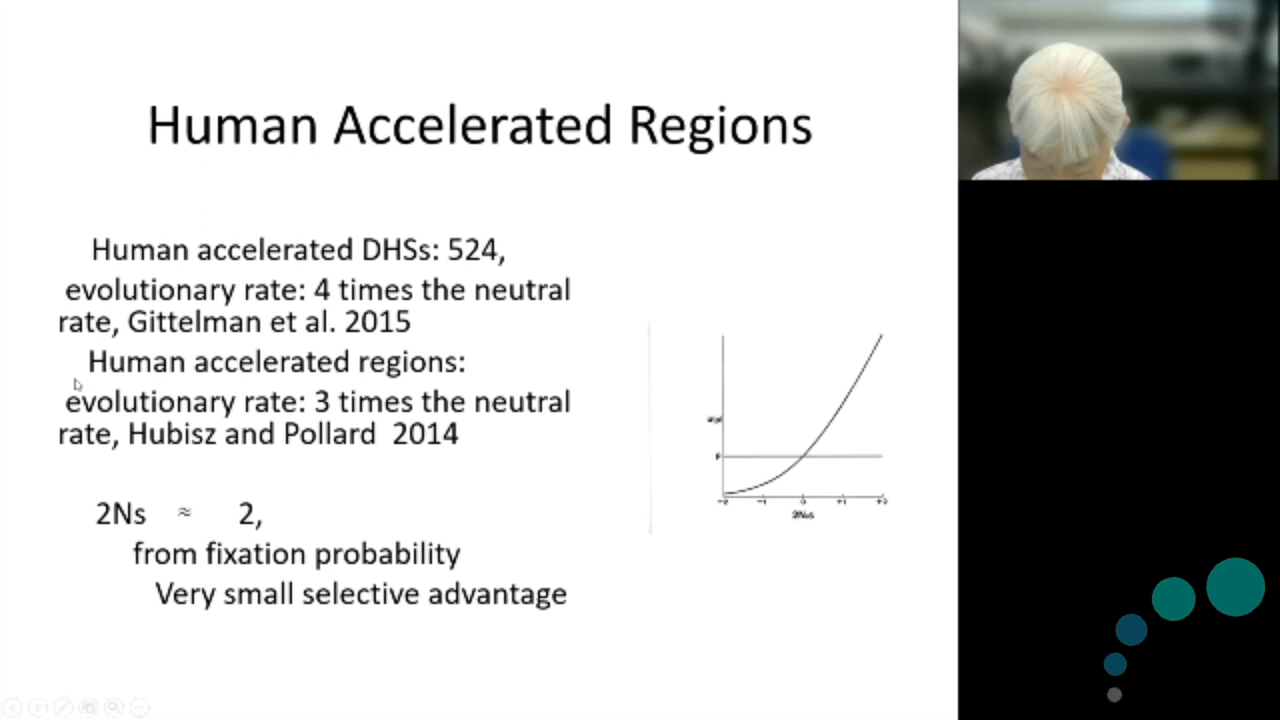 Human Accelerated Regions
Human accelerated DHSs: 524,
evolutionary rate: 4 times the neutral
rate, Gittelman et al. 2015
Human accelerated regions:
evolutionary rate: 3 times the neutral
rate, Hubisz and Pollard 2014
2Ns ≈ 2,
from fixation probability
Very small selective advantage